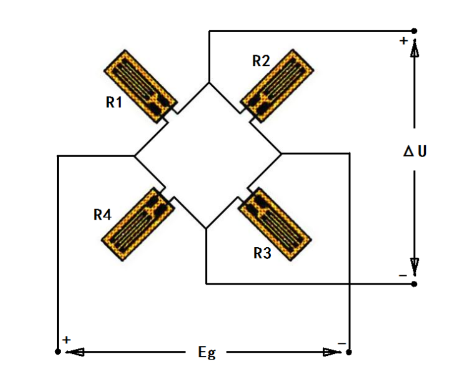 +
R2
R1
ΔU
R4
R3
−
+
−
Eg